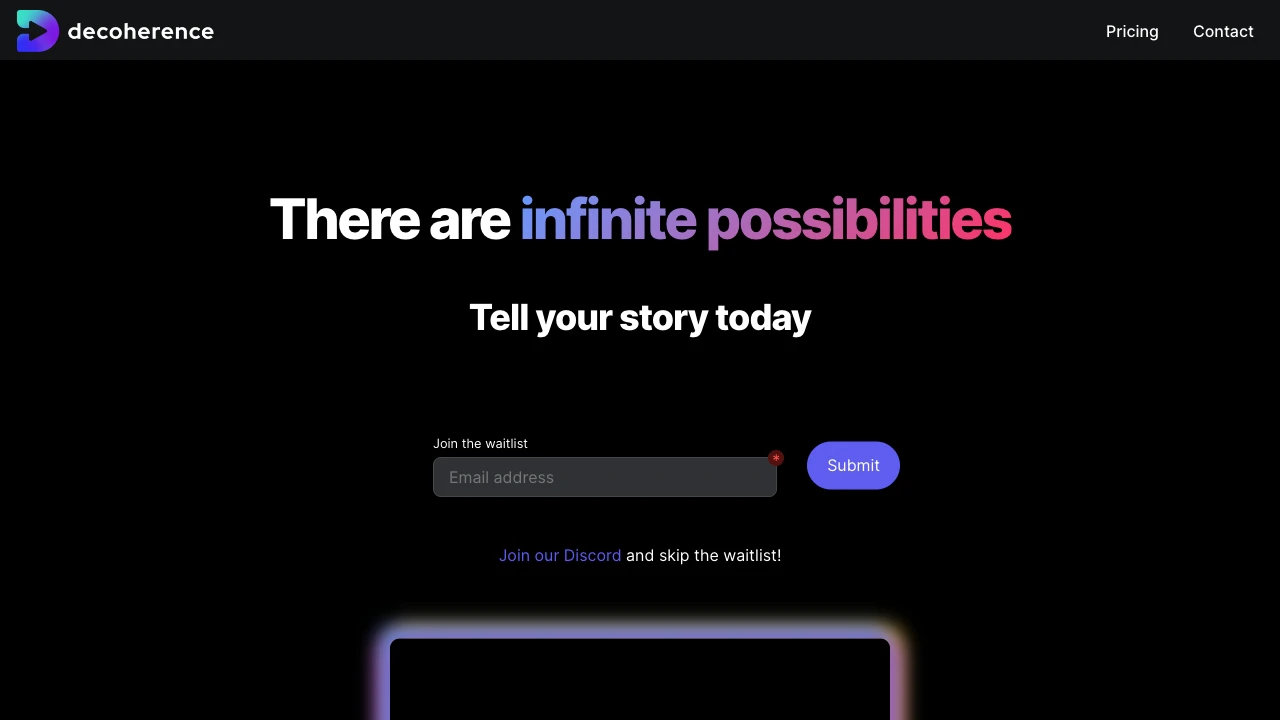 decoherence
Pricing
Contact
There are infinite possibilities
Tell your story today
Join the waitlist
*
Email address
Submit
Join our Discord and skip the waitlist!